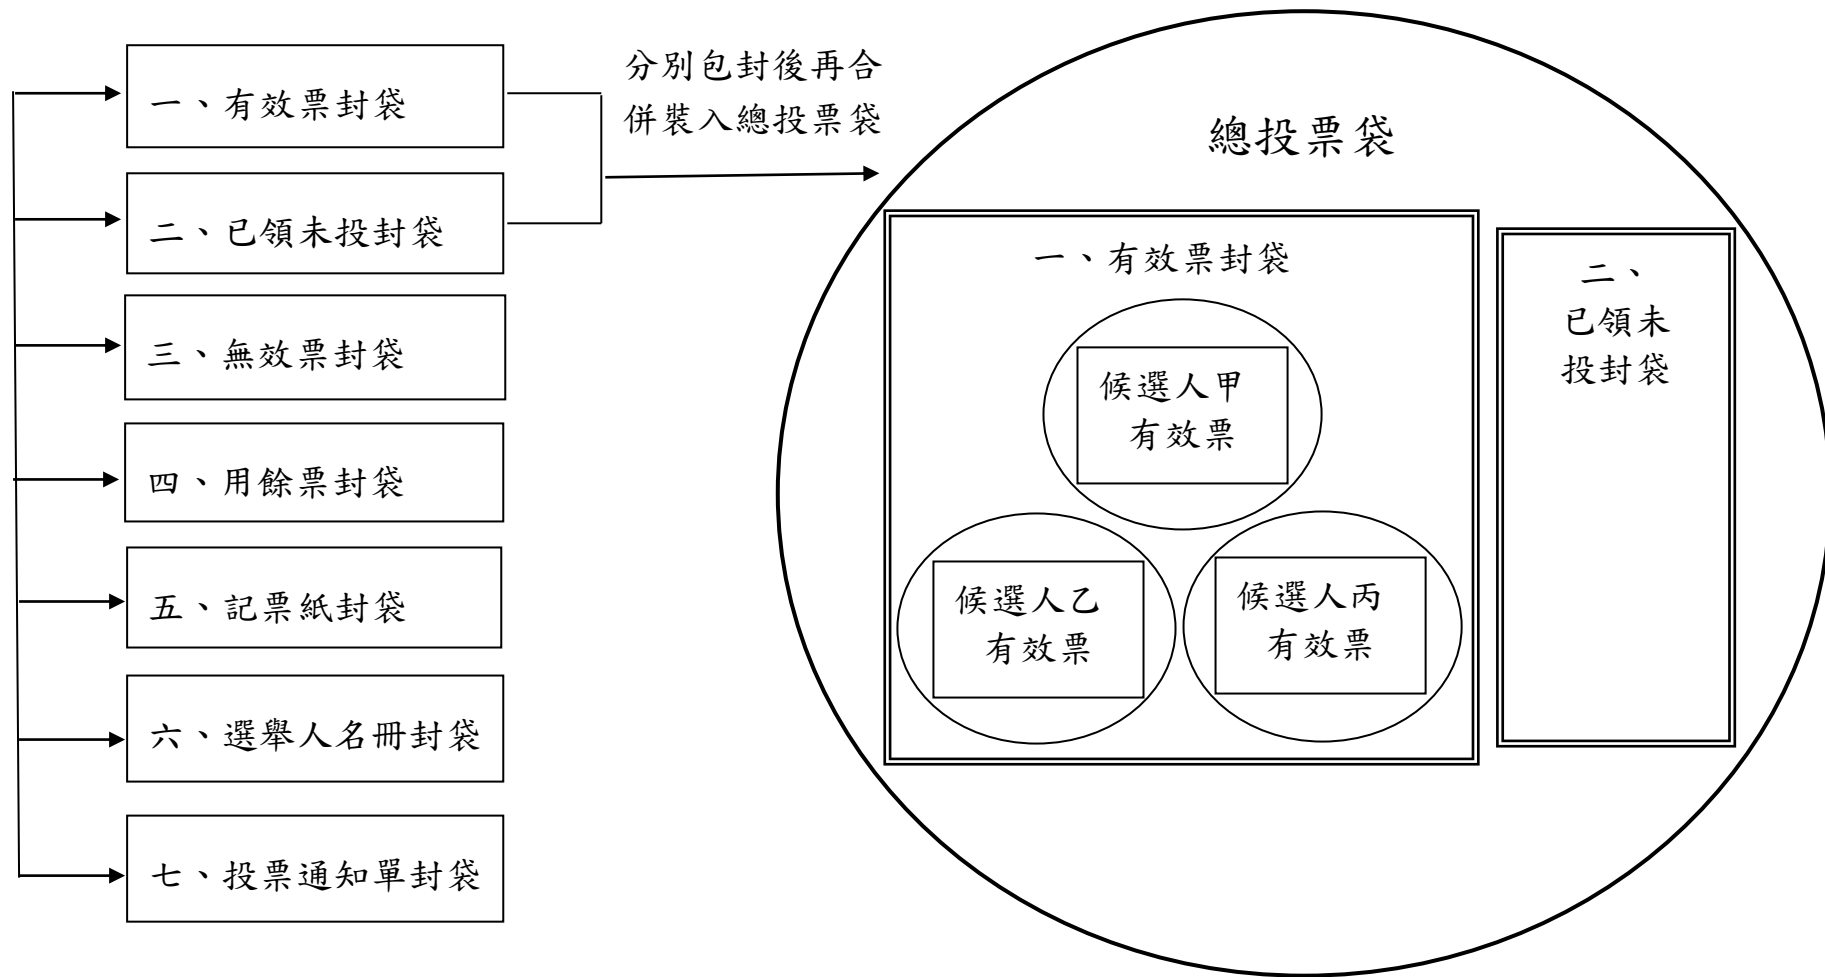 一、有效票封袋
二、已領未投封袋
三、無效票封袋
四、用餘票封袋
五、記票紙封袋
六、選舉人名冊封袋
七、投票通知單封袋
分別包封後再合
併裝入總投票袋
總投票袋
一、有效票封袋
候選人甲
有效票
候選人乙
有效票
候選人丙
有效票
二、
已領未
投封袋